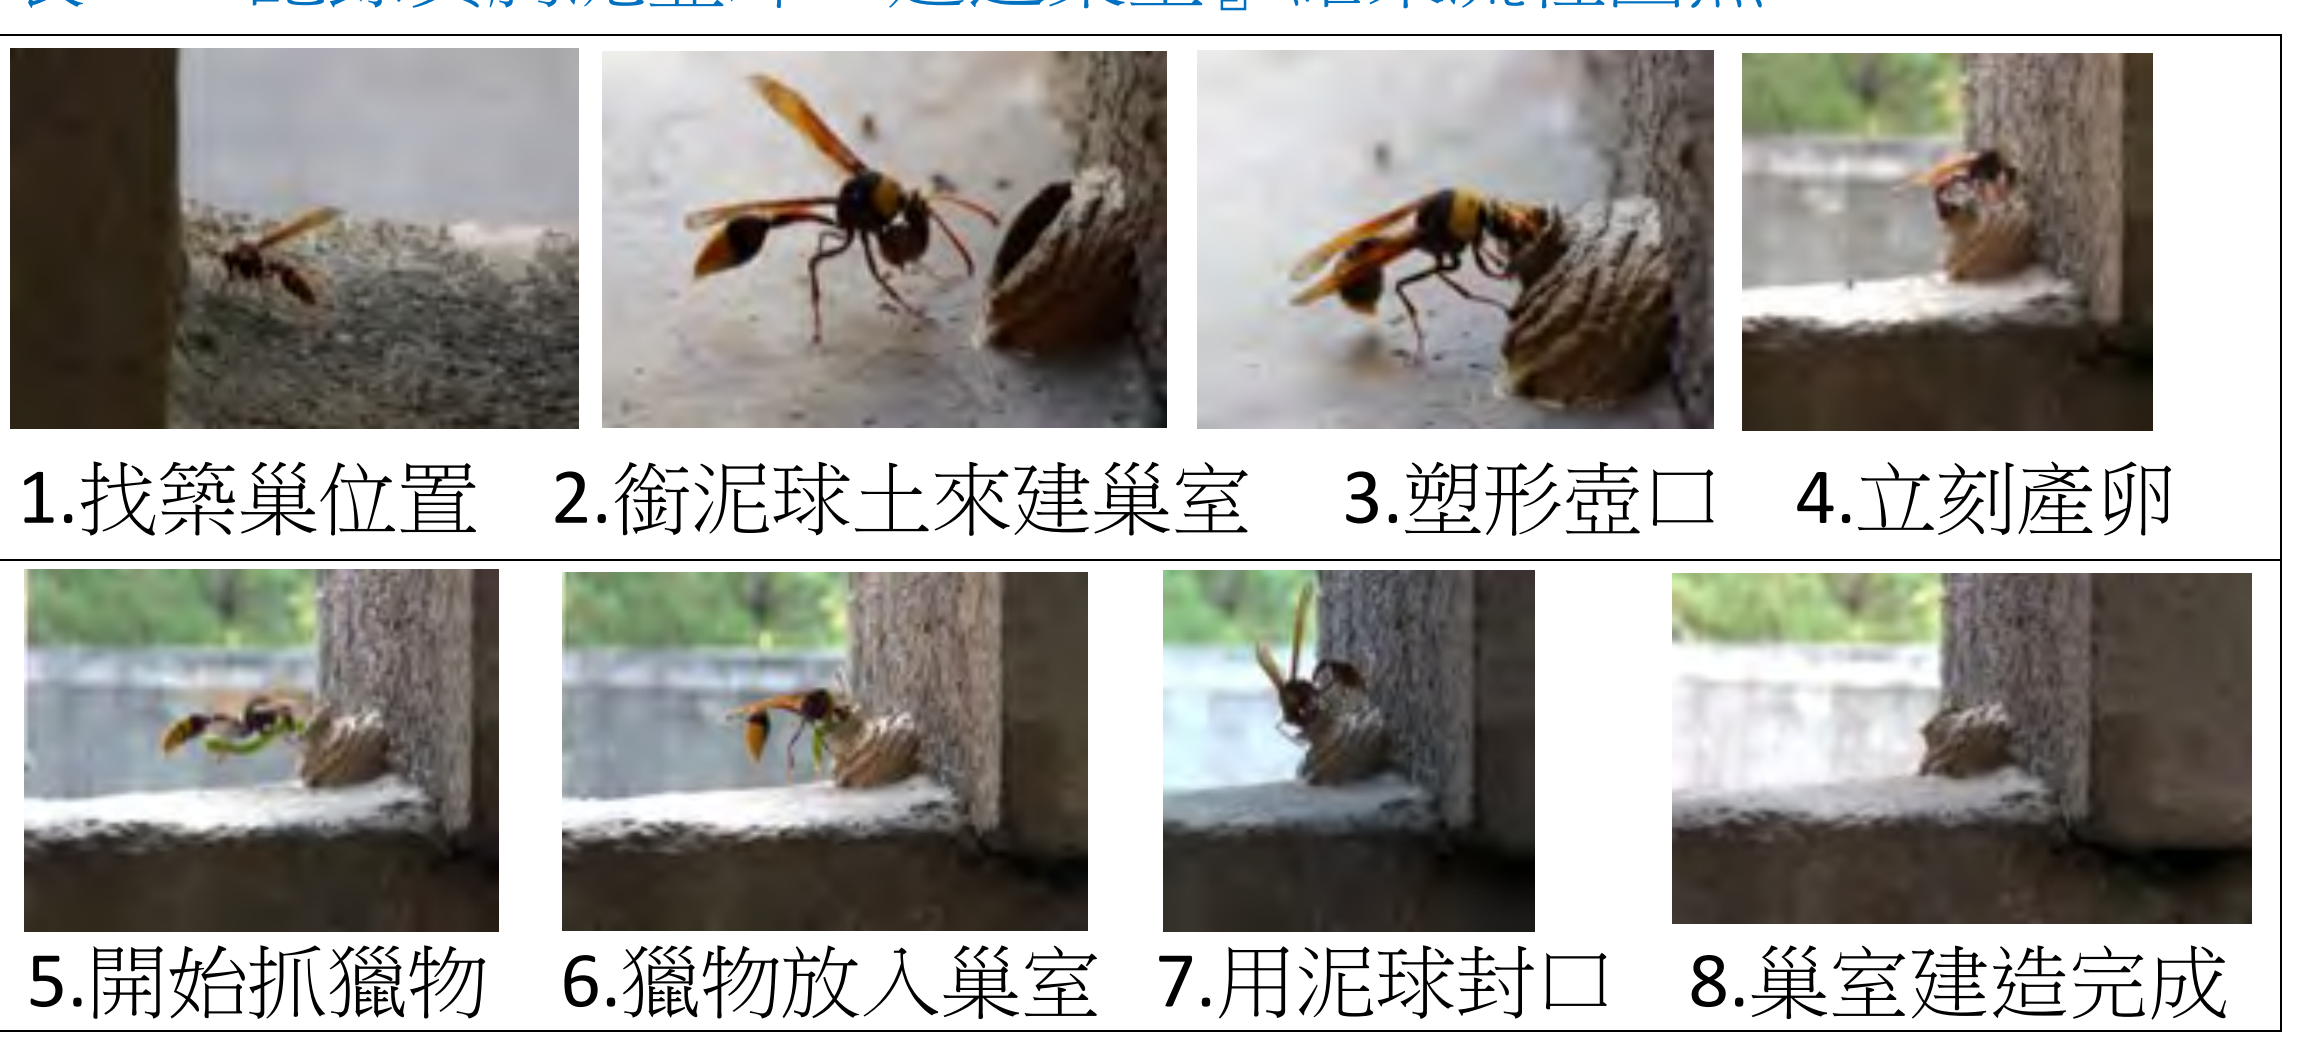 1.找築巢位置 2.銜泥球土來建巢室 3.塑形壺口 4.立刻產卵
5.開始抓獵物 6.獵物放入巢室 7.用泥球封口 8.巢室建造完成